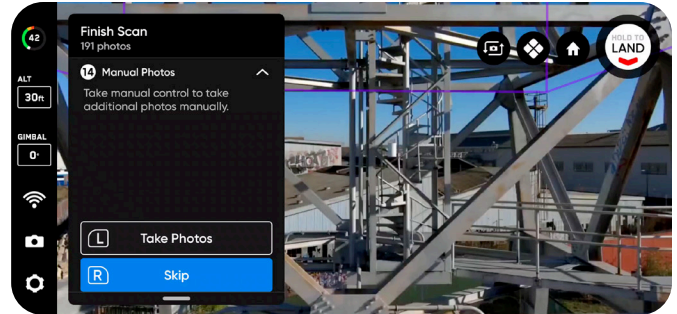 42
ALT
30ft
GIMBAL
0°
Finish Scan
191 photos
14 Manual Photos
Take manual control to take
additional photos manually.
L Take Photos
R Skip
HOLD TO
LAND